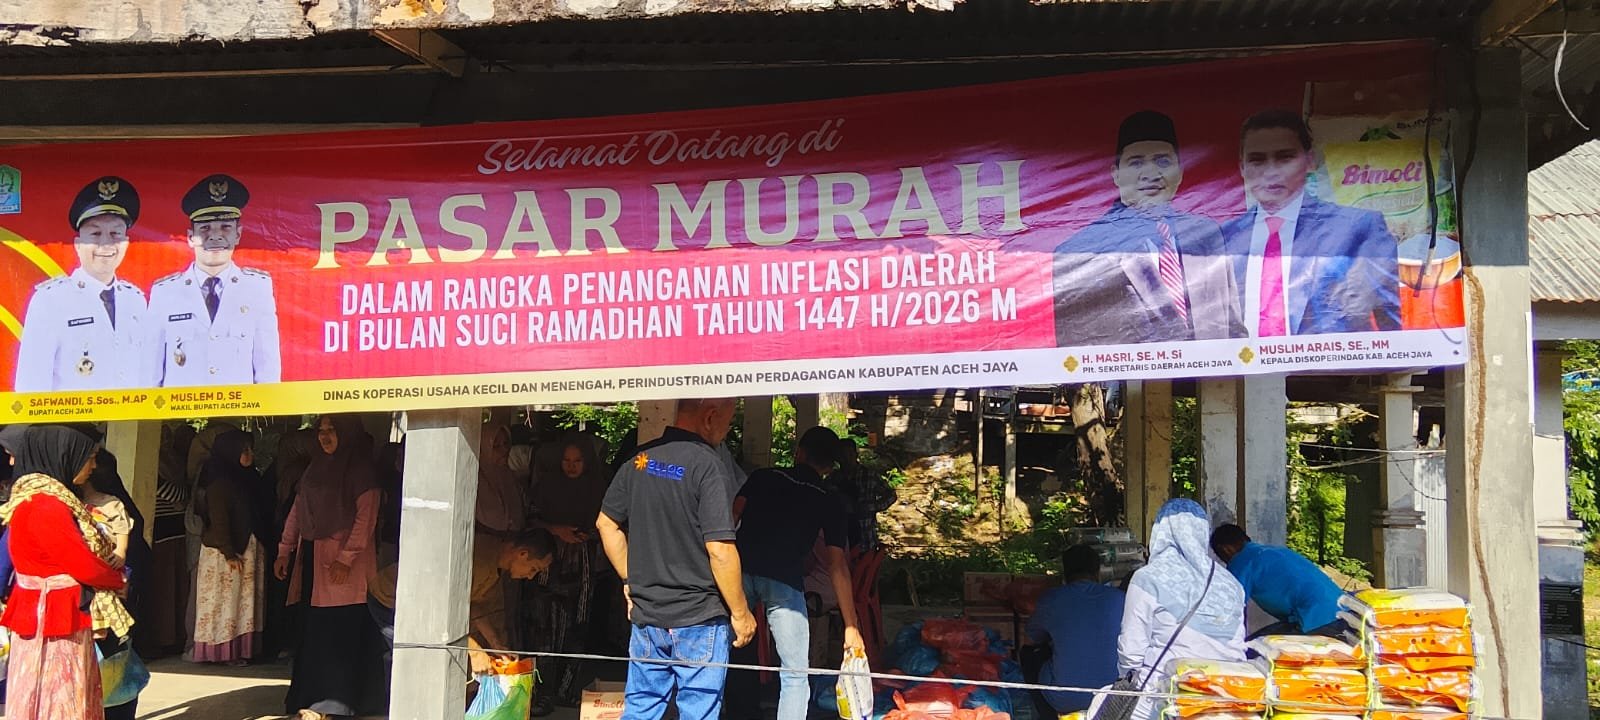 Selamat Datang di
PASAR MURAH
DALAM RANGKA PENANGANAN INFLASI DAERAH
DI BULAN SUCI RAMADHAN TAHUN 1447 H/2026 M
DINAS KOPERASI USAHA KECIL DAN MENENGAH, PERINDUSTRIAN DAN PERDAGANGAN KABUPATEN ACEH JAYA
SAFWANDI, S.Sos., M.AP
BUPATI ACEH JAYA
MUSLEM D, SE
WAKIL BUPATI ACEH JAYA
H. MASRI, SE. M. Si
Plt. SEKRETARIS DAERAH ACEH JAYA
MUSLIM ARAIS, SE., MM
KEPALA DISKOPERINDAG KAB. ACEH JAYA
Bimoli
BULOG
Bimoli